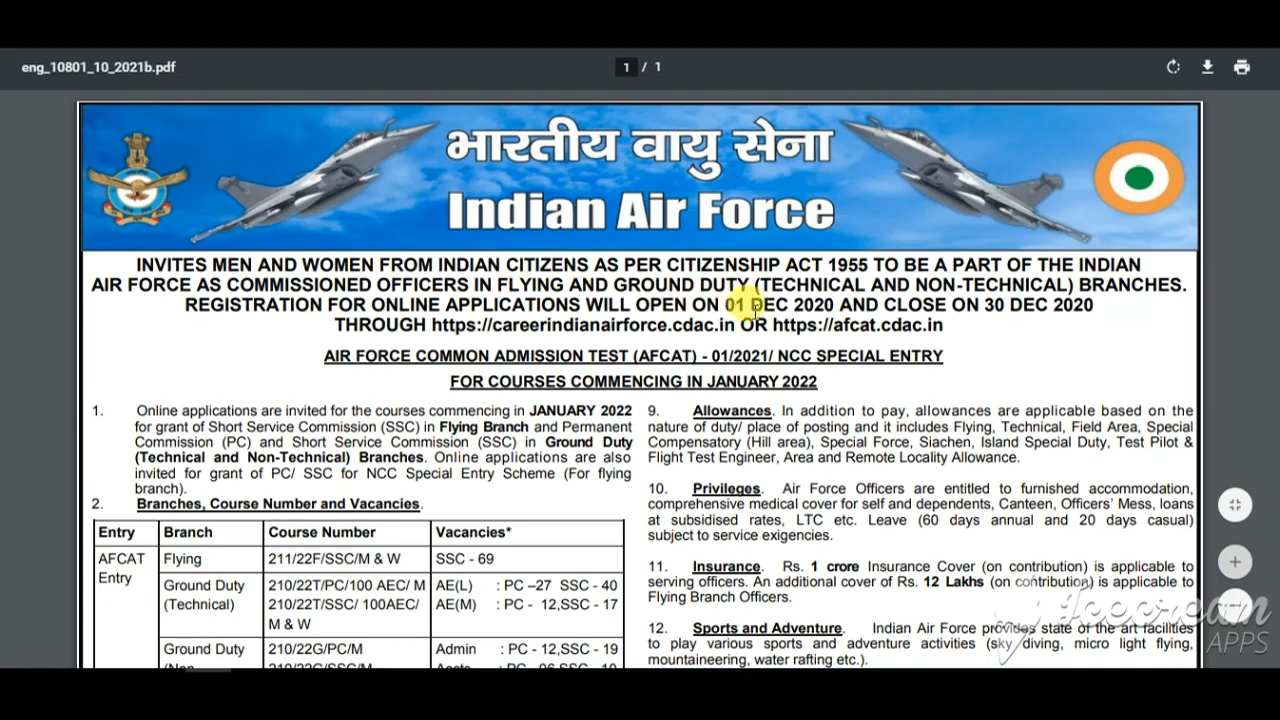 eng_10801_10_2021b.pdf
1 / 1
भारतीय वायु सेना
Indian Air Force
INVITES MEN AND WOMEN FROM INDIAN CITIZENS AS PER CITIZENSHIP ACT 1955 TO BE A PART OF THE INDIAN
AIR FORCE AS COMMISSIONED OFFICERS IN FLYING AND GROUND DUTY (TECHNICAL AND NON-TECHNICAL) BRANCHES.
REGISTRATION FOR ONLINE APPLICATIONS WILL OPEN ON 01 DEC 2020 AND CLOSE ON 30 DEC 2020
THROUGH https://careerindianairforce.cdac.in OR https://afcat.cdac.in
AIR FORCE COMMON ADMISSION TEST (AFCAT) - 01/2021/ NCC SPECIAL ENTRY
FOR COURSES COMMENCING IN JANUARY 2022
1. Online applications are invited for the courses commencing in JANUARY 2022
for grant of Short Service Commission (SSC) in Flying Branch and Permanent
Commission (PC) and Short Service Commission (SSC) in Ground Duty
(Technical and Non-Technical) Branches. Online applications are also
invited for grant of PC/ SSC for NCC Special Entry Scheme (For flying
branch).
2. Branches, Course Number and Vacancies.
Entry Branch Course Number Vacancies*
AFCAT Entry Flying 211/22F/SSC/M & W SSC - 69
Ground Duty (Technical) 210/22T/PC/100 AEC/ M AE(L) : PC –27 SSC - 40
210/22T/SSC/ 100AEC/ AE(M) : PC - 12,SSC - 17
M & W
Ground Duty 210/22G/PC/M Admin : PC - 12,SSC - 19
9. Allowances. In addition to pay, allowances are applicable based on the
nature of duty/ place of posting and it includes Flying, Technical, Field Area, Special
Compensatory (Hill area), Special Force, Siachen, Island Special Duty, Test Pilot &
Flight Test Engineer, Area and Remote Locality Allowance.
10. Privileges. Air Force Officers are entitled to furnished accommodation,
comprehensive medical cover for self and dependents, Canteen, Officers' Mess, loans
at subsidised rates, LTC etc. Leave (60 days annual and 20 days casual)
subject to service exigencies.
11. Insurance. Rs. 1 crore Insurance Cover (on contribution) is applicable to
serving officers. An additional cover of Rs. 12 Lakhs (on contribution) is applicable to
Flying Branch Officers.
12. Sports and Adventure. Indian Air Force provides state of the art facilities
to play various sports and adventure activities (sky diving, micro light flying,
mountaineering, water rafting etc.).
Icecream
APPS